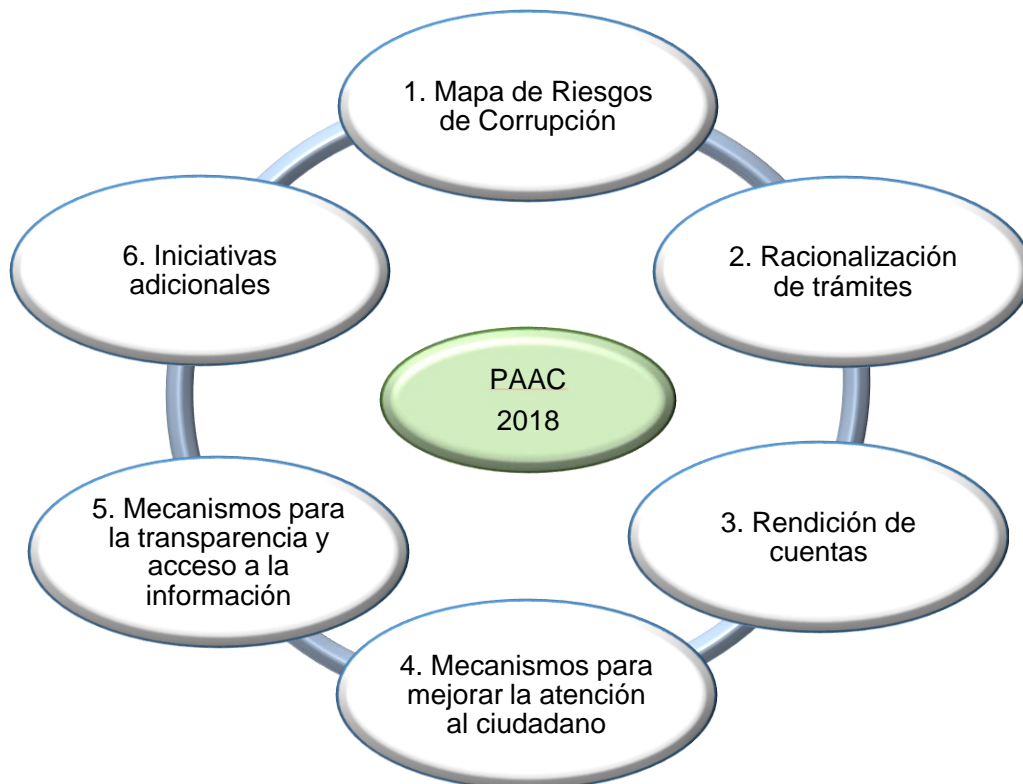 1. Mapa de Riesgos
de Corrupción
2. Racionalización
de trámites
3. Rendición de
cuentas
4. Mecanismos para
mejorar la atención
al ciudadano
5. Mecanismos para
la transparencia y
acceso a la
información
6. Iniciativas
adicionales
PAAC
2018